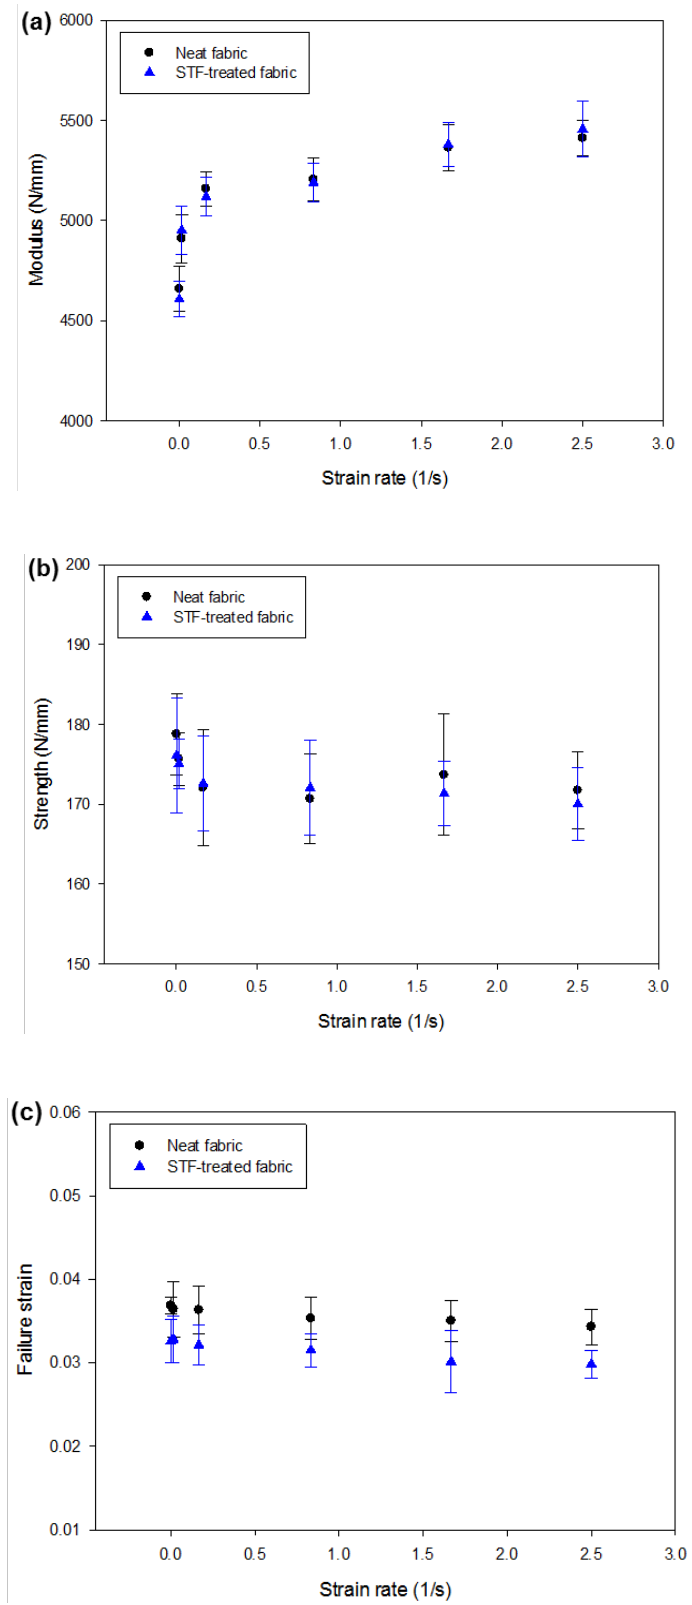 (a)
6000
Neat fabric
STF-treated fabric
5500
Modulus (N/mm)
5000
4500
4000
0.0 0.5 1.0 1.5 2.0 2.5 3.0
Strain rate (1/s)
(b)
200
Neat fabric
STF-treated fabric
190
Strength (N/mm)
180
170
160
150
0.0 0.5 1.0 1.5 2.0 2.5 3.0
Strain rate (1/s)
(c)
0.06
Neat fabric
STF-treated fabric
0.05
Failure strain
0.04
0.03
0.02
0.01
0.0 0.5 1.0 1.5 2.0 2.5 3.0
Strain rate (1/s)